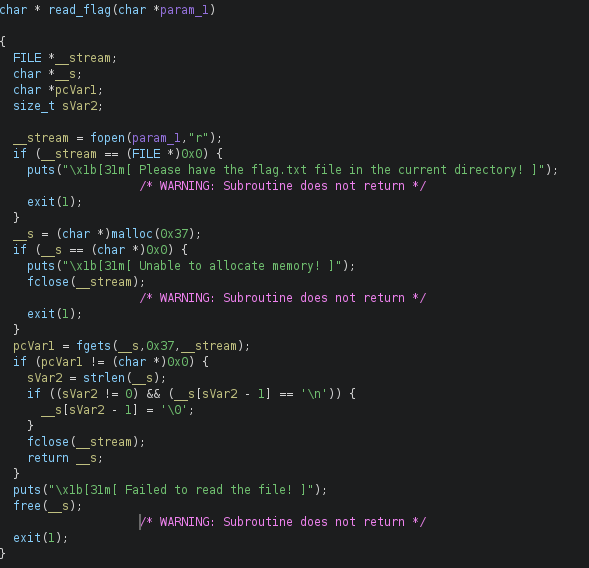 char * read_flag(char *param_1)
{
FILE *__stream;
char *__s;
char *pcVar1;
size_t sVar2;
__stream = fopen(param_1,"r");
if (__stream == (FILE *)0x0) {
puts("\x1b[31m[ Please have the flag.txt file in the current directory! ]");
/* WARNING: Subroutine does not return */
exit(1);
}
__s = (char *)malloc(0x37);
if (__s == (char *)0x0) {
puts("\x1b[31m[ Unable to allocate memory! ]");
fclose(__stream);
/* WARNING: Subroutine does not return */
exit(1);
}
pcVar1 = fgets(__s,0x37,__stream);
if (pcVar1 != (char *)0x0) {
sVar2 = strlen(__s);
if ((sVar2 != 0) && (__s[sVar2 - 1] == '\n')) {
__s[sVar2 - 1] = '\0';
}
fclose(__stream);
return __s;
}
puts("\x1b[31m[ Failed to read the file! ]");
free(__s);
/* WARNING: Subroutine does not return */
exit(1);
}